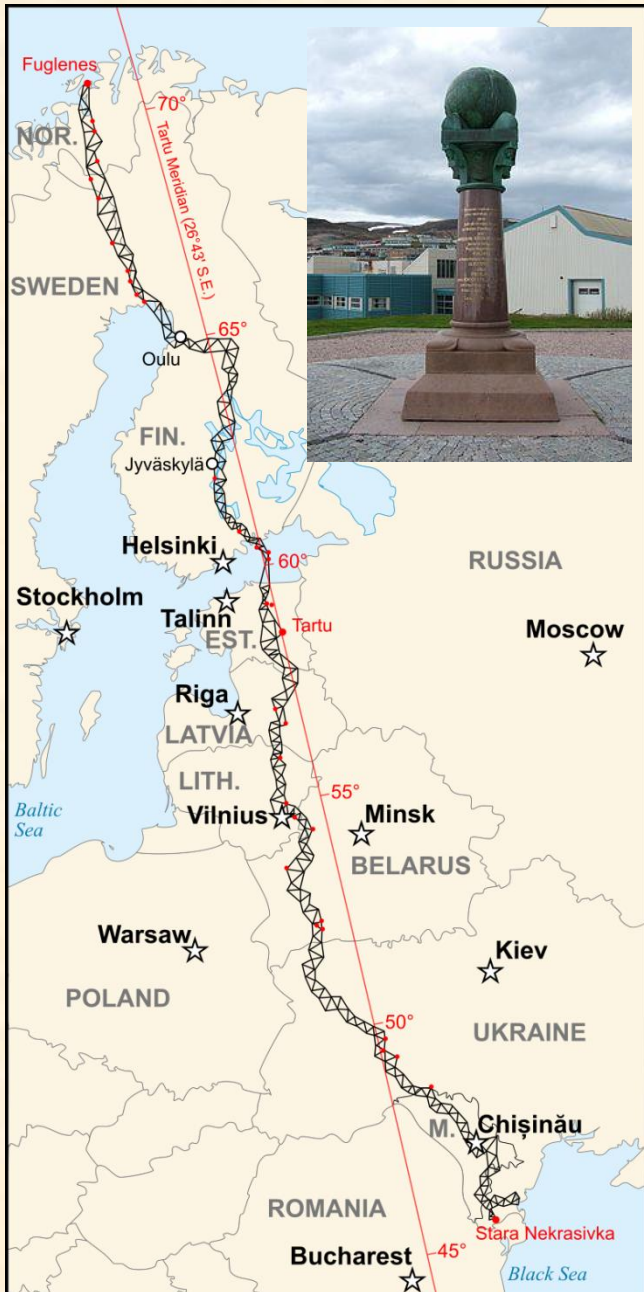 Fuglenes
70°
NOR.
Tartu Meridian (26°43' S.E.)
SWEDEN
65°
Oulu
FIN.
Jyväskylä
Helsinki
60°
RUSSIA
Stockholm
Talinn
EST.
Tartu
Moscow
Riga
LATVIA
LITH.
55°
Baltic
Sea
Vilnius
Minsk
BELARUS
Warsaw
Kiev
POLAND
50°
UKRAINE
M.
Chișinău
ROMANIA
Stara Nekrasivka
45°
Bucharest
Black Sea